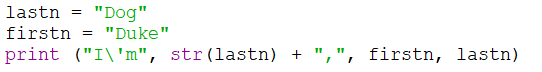 lastn = "Dog"
firstn = "Duke"
print ("I\'m", str(lastn) + ",", firstn, lastn)